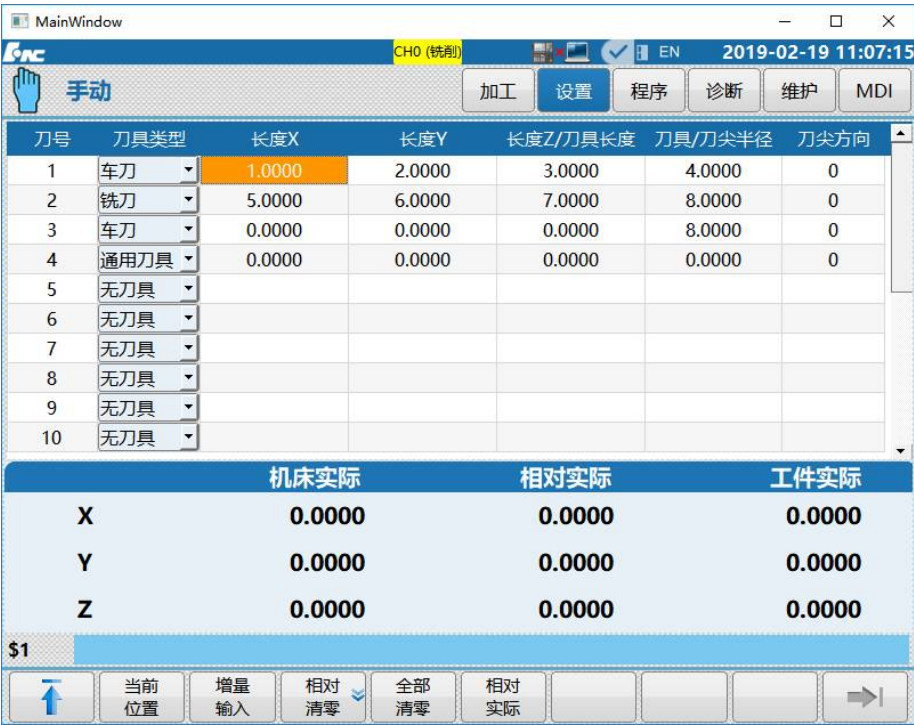 MainWindow
HNC CH0 (铣削) EN 2019-02-19 11:07:15
手动 加工 设置 程序 诊断 维护 MDI
刀号 刀具类型 长度X 长度Y 长度Z/刀具长度 刀具/刀尖半径 刀尖方向
1 车刀 1.0000 2.0000 3.0000 4.0000 0
2 铣刀 5.0000 6.0000 7.0000 8.0000 0
3 车刀 0.0000 0.0000 0.0000 8.0000 0
4 通用刀具 0.0000 0.0000 0.0000 0.0000 0
5 无刀具
6 无刀具
7 无刀具
8 无刀具
9 无刀具
10 无刀具
机床实际 相对实际 工件实际
X 0.0000 0.0000 0.0000
Y 0.0000 0.0000 0.0000
Z 0.0000 0.0000 0.0000
$1
当前 增量 相对 全部 相对
位置 输入 清零 清零 实际